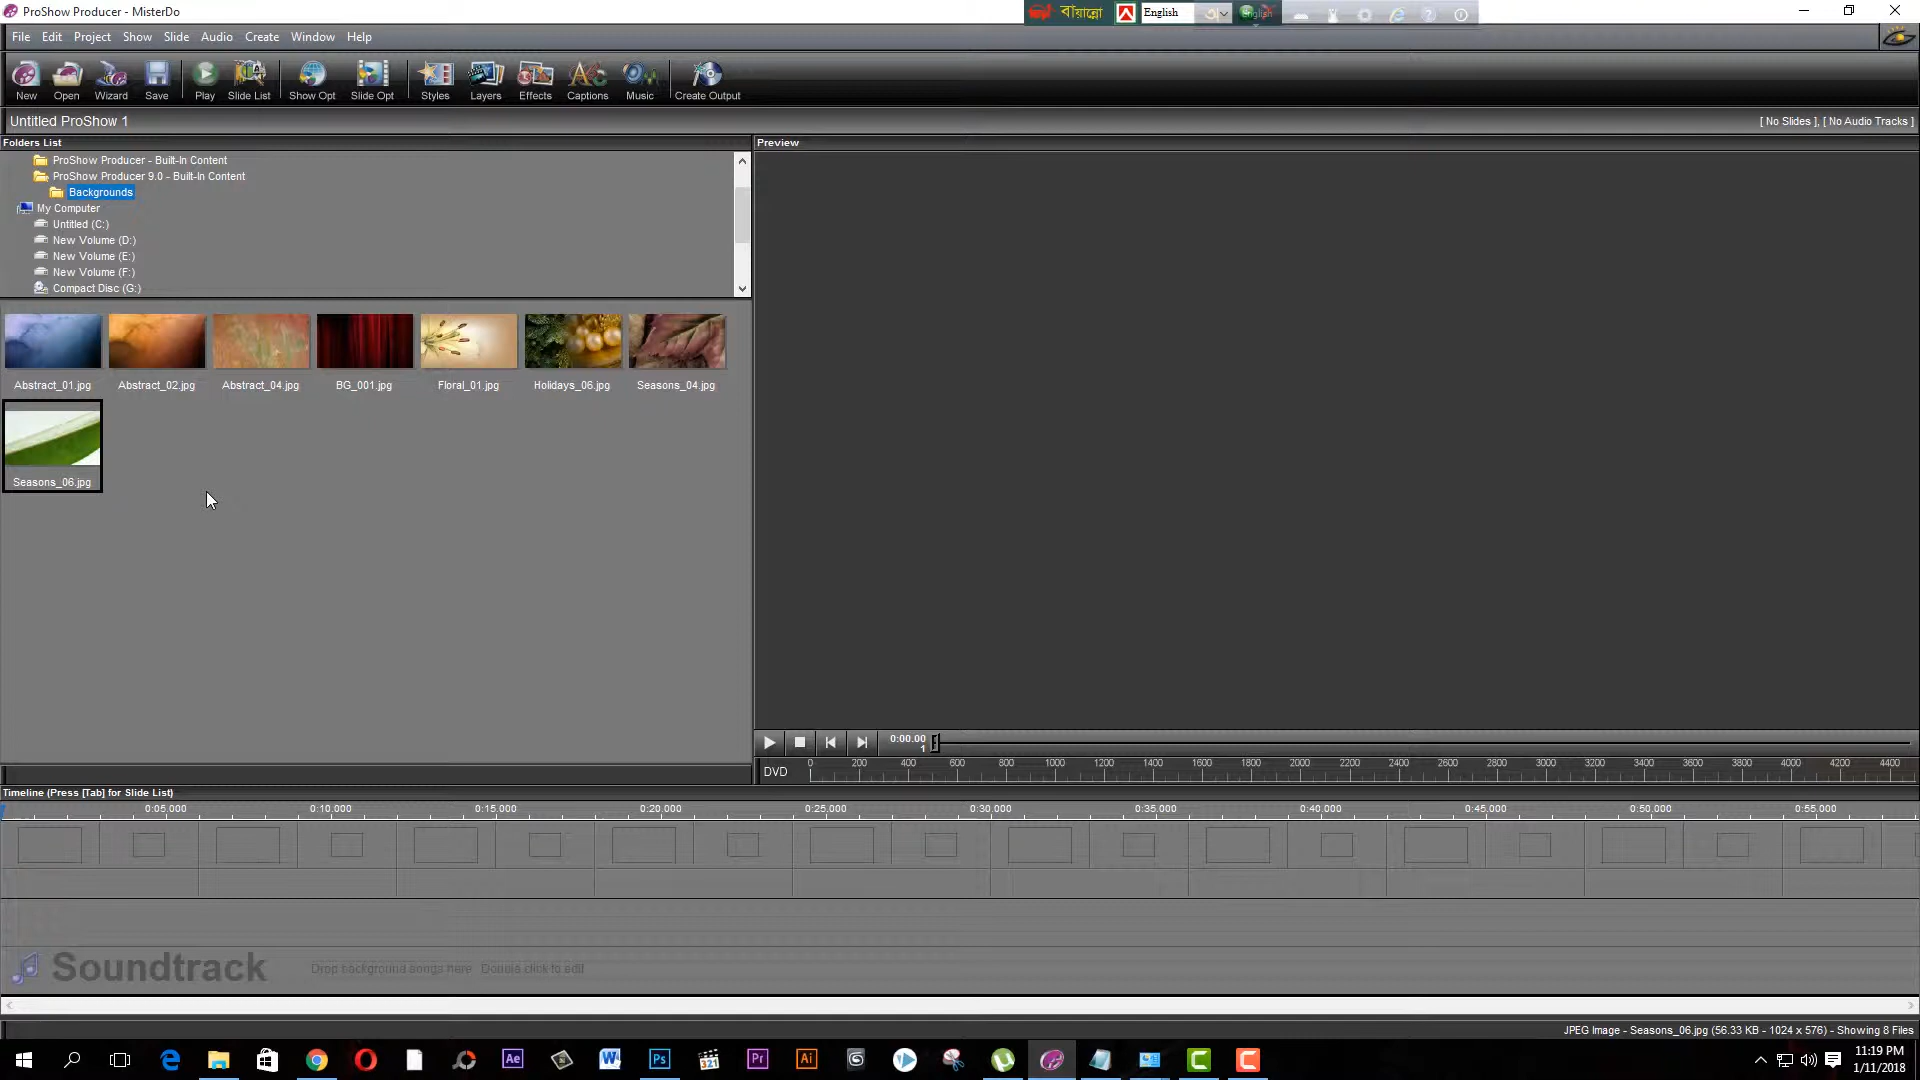 ProShow Producer - MisterDo
বায়ান্নো English English
File Edit Project Show Slide Audio Create Window Help
New Open Wizard Save Play Slide List Show Opt Slide Opt Styles Layers Effects Captions Music Create Output
Untitled ProShow 1
[ No Slides ], [ No Audio Tracks ]
Folders List
ProShow Producer - Built-In Content
ProShow Producer 9.0 - Built-In Content
Backgrounds
My Computer
Untitled (C:)
New Volume (D:)
New Volume (E:)
New Volume (F:)
Compact Disc (G:)
Abstract_01.jpg Abstract_02.jpg Abstract_04.jpg BG_001.jpg Floral_01.jpg Holidays_06.jpg Seasons_04.jpg
Seasons_06.jpg
Preview
0:00.00
1
DVD 0 200 400 600 800 1000 1200 1400 1600 1800 2000 2200 2400 2600 2800 3000 3200 3400 3600 3800 4000 4200 4400
Timeline (Press [Tab] for Slide List)
0:05.000 0:10.000 0:15.000 0:20.000 0:25.000 0:30.000 0:35.000 0:40.000 0:45.000 0:50.000 0:55.000
Soundtrack Drop background songs here Double click to edit
JPEG Image - Seasons_06.jpg (56.33 KB - 1024 x 576) - Showing 8 Files
Ae Ps 321 Pr Ai
11:19 PM
1/11/2018